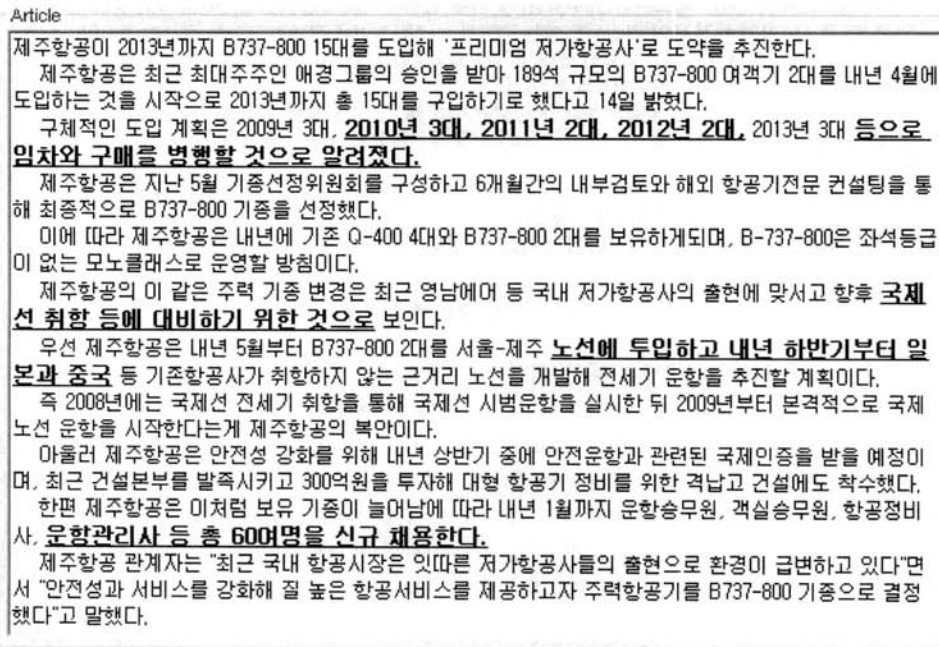 Article
제주항공이 2013년까지 B737-800 15대를 도입해 '프리미엄 저가항공사'로 도약을 추진한다.
제주항공은 최근 최대주주인 애경그룹의 승인을 받아 189석 규모의 B737-800 여객기 2대를 내년 4월에
도입하는 것을 시작으로 2013년까지 총 15대를 구입하기로 했다고 14일 밝혔다.
구체적인 도입 계획은 2009년 3대, 2010년 3대, 2011년 2대, 2012년 2대, 2013년 3대 등으로
임차와 구매를 병행할 것으로 알려졌다.
제주항공은 지난 5월 기종선정위원회를 구성하고 6개월간의 내부검토와 해외 항공기전문 컨설팅을 통
해 최종적으로 B737-800 기종을 선정했다.
이에 따라 제주항공은 내년에 기존 Q-400 4대와 B737-800 2대를 보유하게되며, B-737-800은 좌석등급
이 없는 모노클래스로 운영할 방침이다.
제주항공의 이 같은 주력 기종 변경은 최근 영남에어 등 국내 저가항공사의 출현에 맞서고 향후 국제
선 취항 등에 대비하기 위한 것으로 보인다.
우선 제주항공은 내년 5월부터 B737-800 2대를 서울-제주 노선에 투입하고 내년 하반기부터 일
본과 중국 등 기존항공사가 취항하지 않는 근거리 노선을 개발해 전세기 운항을 추진할 계획이다.
즉 2008년에는 국제선 전세기 취항을 통해 국제선 시범운항을 실시한 뒤 2009년부터 본격적으로 국제
노선 운항을 시작한다는게 제주항공의 복안이다.
아울러 제주항공은 안전성 강화를 위해 내년 상반기 중에 안전운항과 관련된 국제인증을 받을 예정이
며, 최근 건설본부를 발족시키고 300억원을 투자해 대형 항공기 정비를 위한 격납고 건설에도 착수했다.
한편 제주항공은 이처럼 보유 기종이 늘어남에 따라 내년 1월까지 운항승무원, 객실승무원, 항공정비
사, 운항관리사 등 총 60여명을 신규 채용한다.
제주항공 관계자는 "최근 국내 항공시장은 잇따른 저가항공사들의 출현으로 환경이 급변하고 있다"면
서 "안전성과 서비스를 강화해 질 높은 항공서비스를 제공하고자 주력항공기를 B737-800 기종으로 결정
했다"고 말했다.